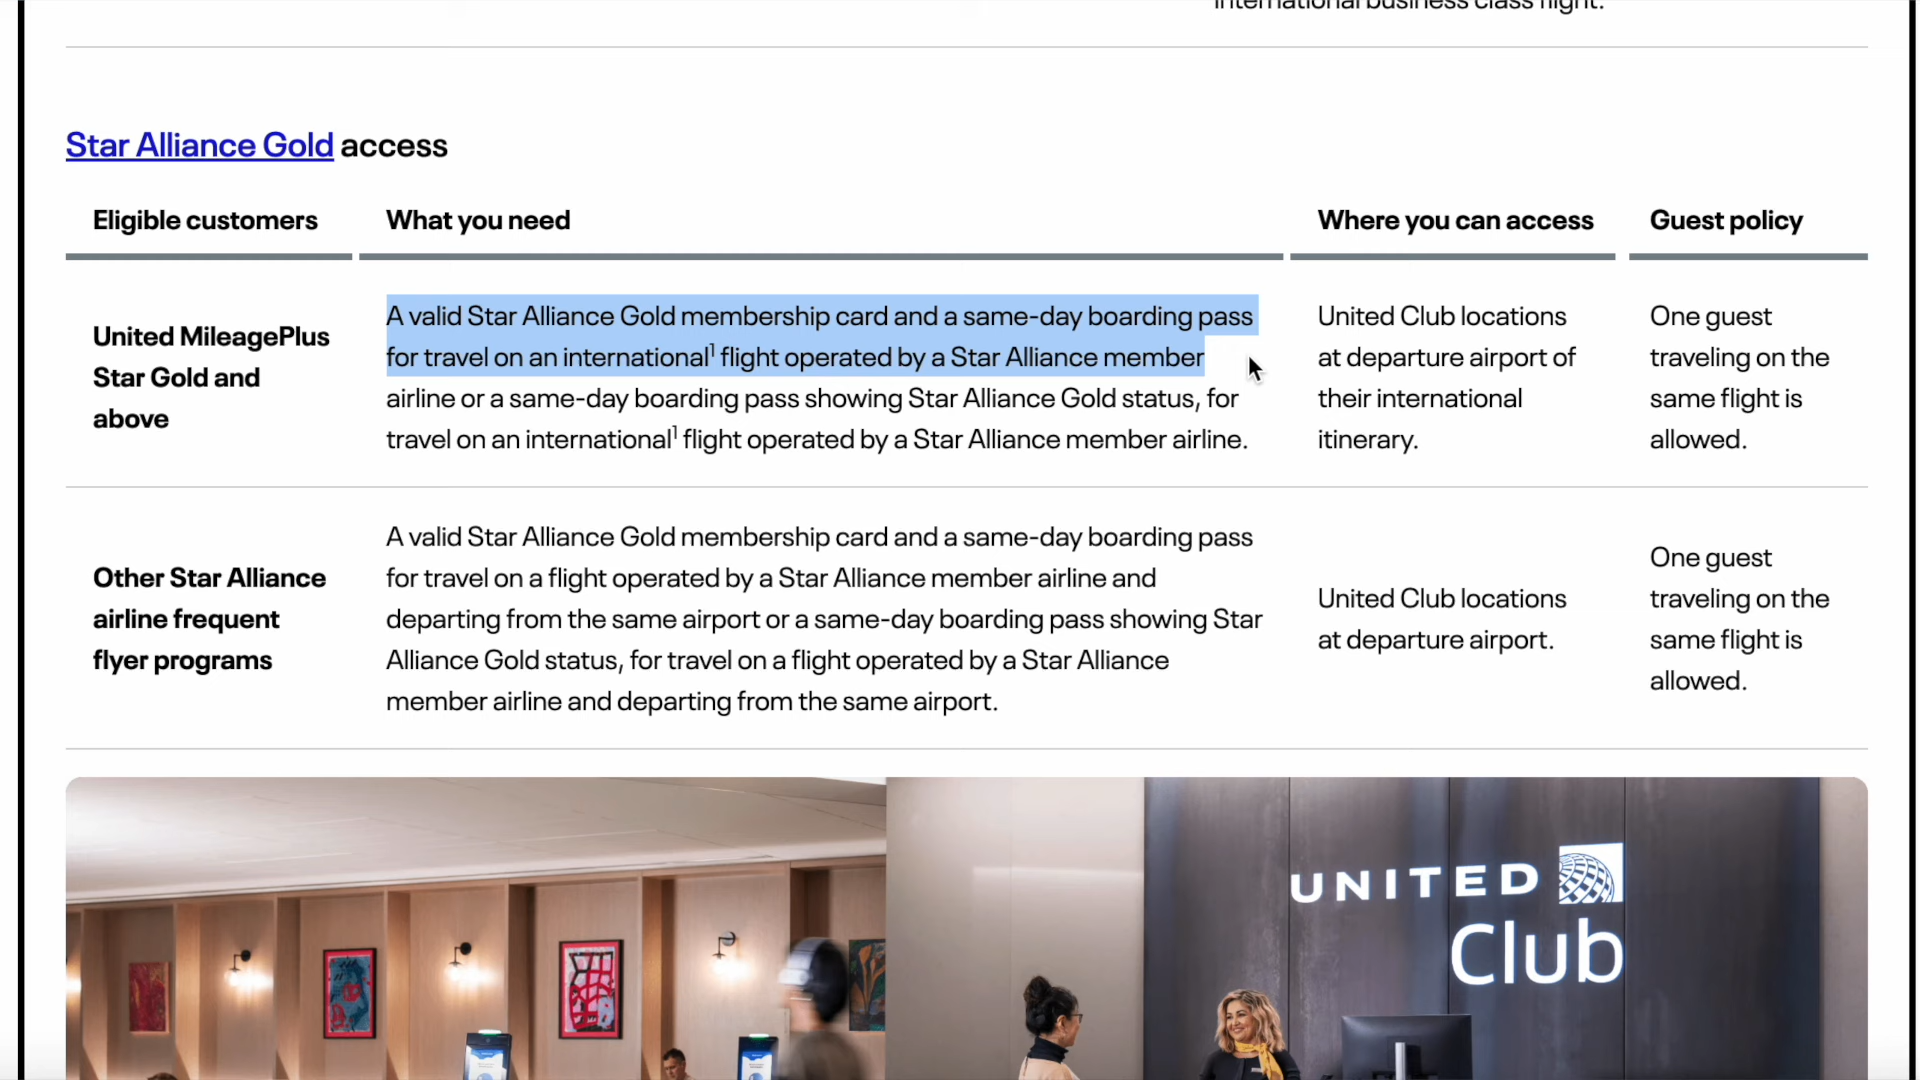 international business class flight.
Star Alliance Gold access
Eligible customers
What you need
Where you can access
Guest policy
United MileagePlus
Star Gold and
above
A valid Star Alliance Gold membership card and a same-day boarding pass
for travel on an international¹ flight operated by a Star Alliance member
airline or a same-day boarding pass showing Star Alliance Gold status, for
travel on an international¹ flight operated by a Star Alliance member airline.
United Club locations
at departure airport of
their international
itinerary.
One guest
traveling on the
same flight is
allowed.
Other Star Alliance
airline frequent
flyer programs
A valid Star Alliance Gold membership card and a same-day boarding pass
for travel on a flight operated by a Star Alliance member airline and
departing from the same airport or a same-day boarding pass showing Star
Alliance Gold status, for travel on a flight operated by a Star Alliance
member airline and departing from the same airport.
United Club locations
at departure airport.
One guest
traveling on the
same flight is
allowed.
UNITED
Club